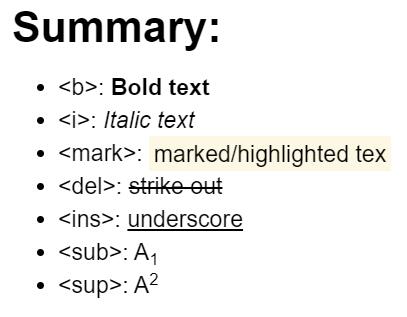 Summary:
• <b>: Bold text
• <i>: Italic text
• <mark>: marked/highlighted tex
• <del>: strike out
• <ins>: underscore
• <sub>: A₁
• <sup>: A²